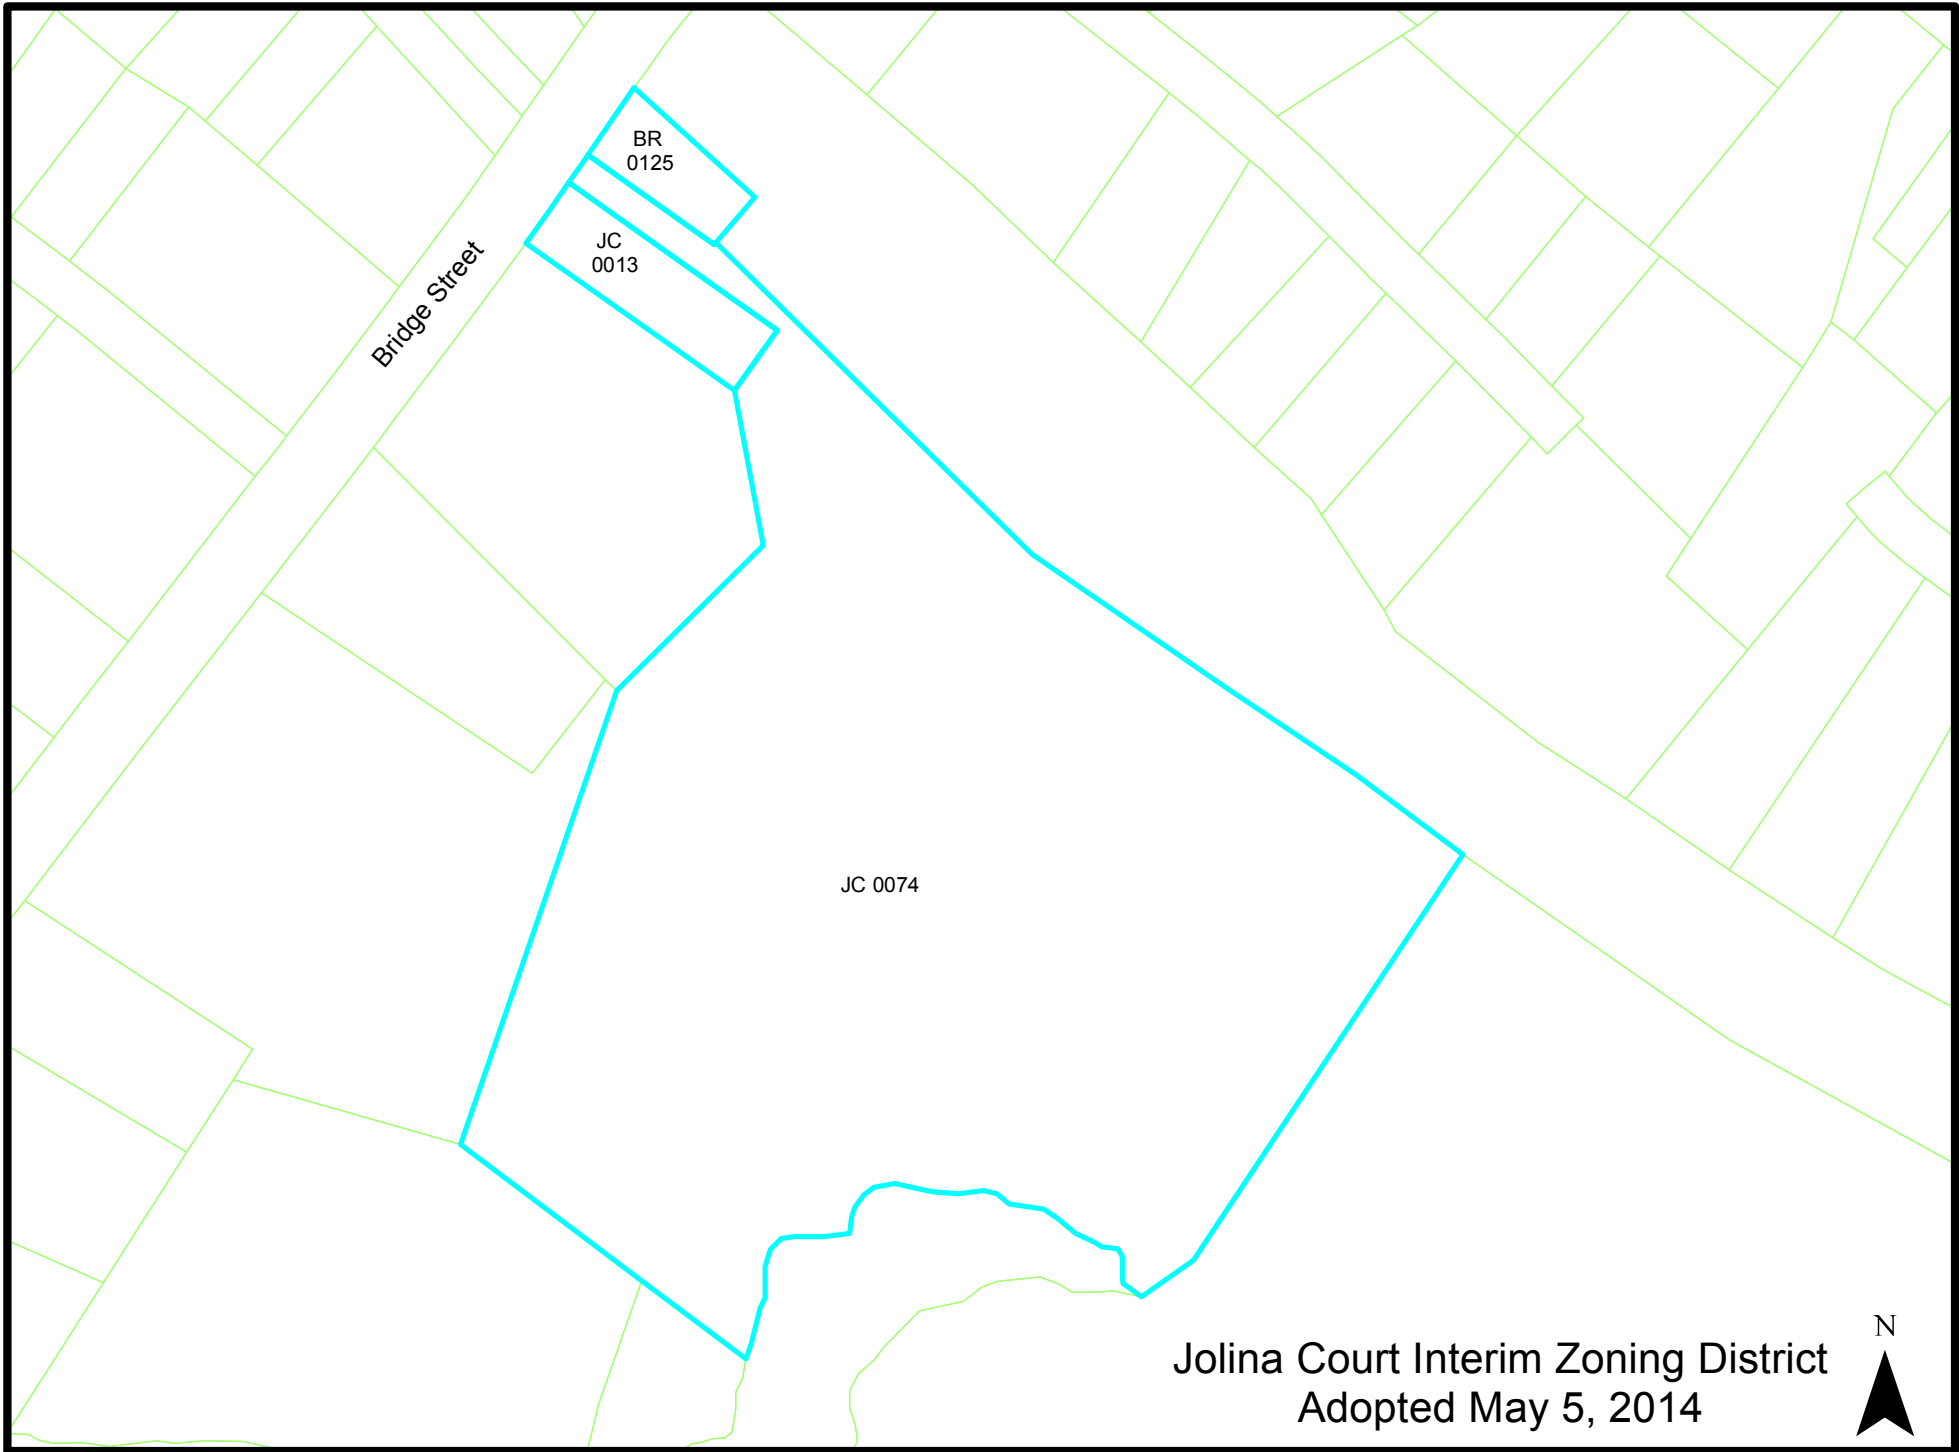 BR
0125
JC
0013
Bridge Street
JC 0074
N
Jolina Court Interim Zoning District
Adopted May 5, 2014